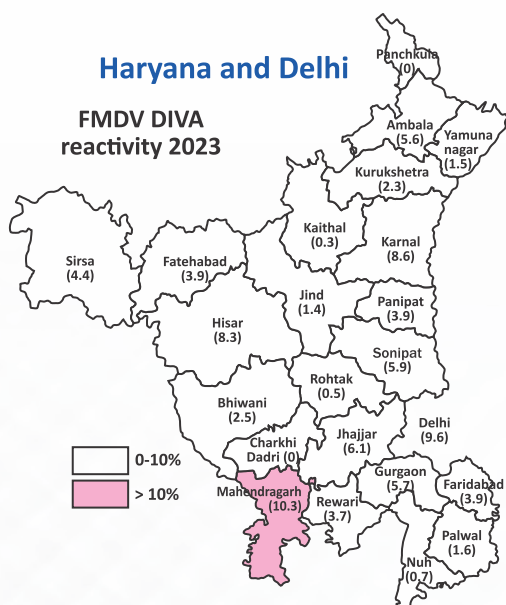 Haryana and Delhi
FMDV DIVA
reactivity 2023
Panchkula
(0)
Ambala
(5.6)
Yamuna
nagar
(1.5)
Kurukshetra
(2.3)
Kaithal
(0.3)
Karnal
(8.6)
Sirsa
(4.4)
Fatehabad
(3.9)
Jind
(1.4)
Panipat
(3.9)
Hisar
(8.3)
Sonipat
(5.9)
Rohtak
(0.5)
Bhiwani
(2.5)
Charkhi
Dadri (0)
Jhajjar
(6.1)
Delhi
(9.6)
0-10%
> 10%
Mahendragarh
(10.3)
Rewari
(3.7)
Gurgaon
(5.7)
Faridabad
(3.9)
Palwal
(1.6)
Nuh
(0.7)